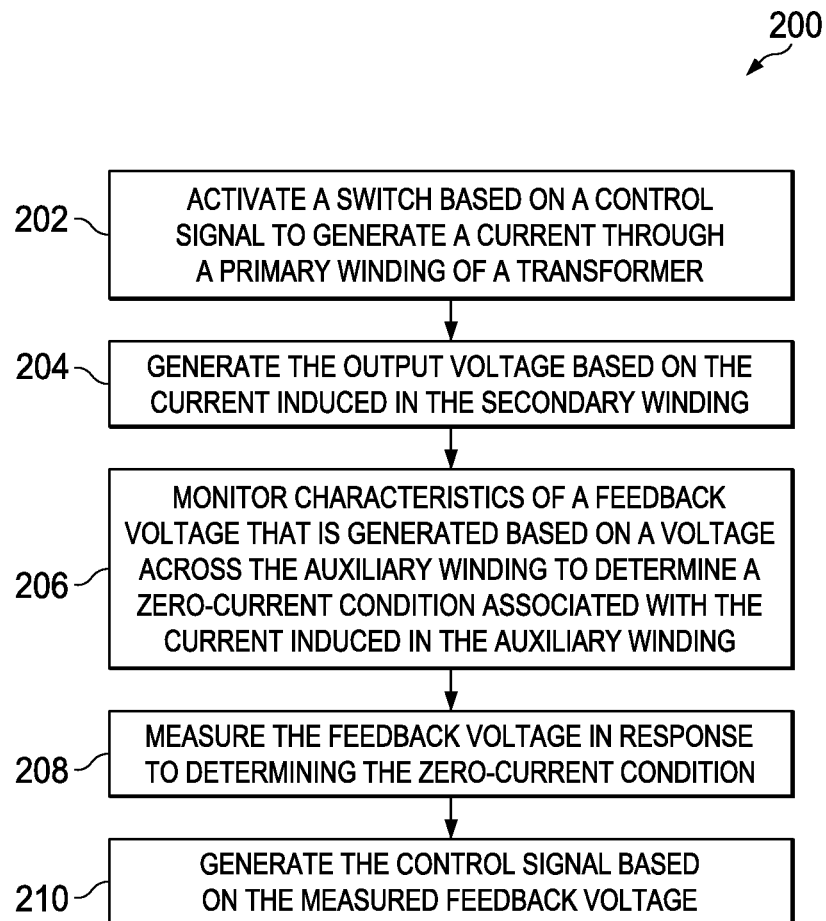 200
202
ACTIVATE A SWITCH BASED ON A CONTROL
SIGNAL TO GENERATE A CURRENT THROUGH
A PRIMARY WINDING OF A TRANSFORMER
204
GENERATE THE OUTPUT VOLTAGE BASED ON THE
CURRENT INDUCED IN THE SECONDARY WINDING
206
MONITOR CHARACTERISTICS OF A FEEDBACK
VOLTAGE THAT IS GENERATED BASED ON A VOLTAGE
ACROSS THE AUXILIARY WINDING TO DETERMINE A
ZERO-CURRENT CONDITION ASSOCIATED WITH THE
CURRENT INDUCED IN THE AUXILIARY WINDING
208
MEASURE THE FEEDBACK VOLTAGE IN RESPONSE
TO DETERMINING THE ZERO-CURRENT CONDITION
210
GENERATE THE CONTROL SIGNAL BASED
ON THE MEASURED FEEDBACK VOLTAGE